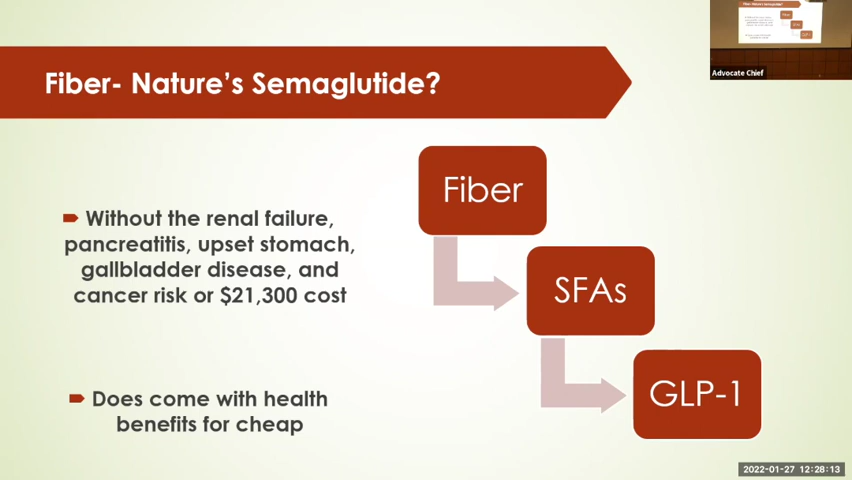 Fiber- Nature's Semaglutide?
Advocate Chief
Without the renal failure,
pancreatitis, upset stomach,
gallbladder disease, and
cancer risk or $21,300 cost
Does come with health
benefits for cheap
Fiber
SFAs
GLP-1
2022-01-27 12:28:13